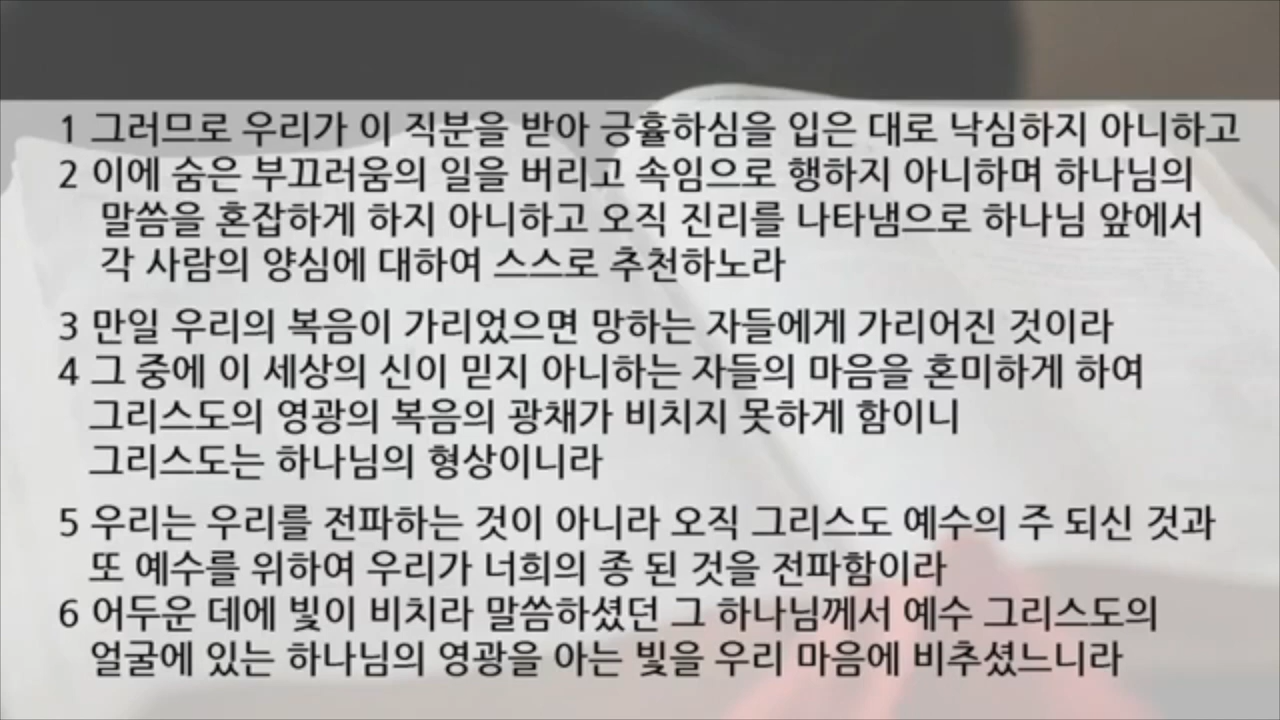 1 그러므로 우리가 이 직분을 받아 긍휼하심을 입은 대로 낙심하지 아니하고
2 이에 숨은 부끄러움의 일을 버리고 속임으로 행하지 아니하며 하나님의
말씀을 혼잡하게 하지 아니하고 오직 진리를 나타냄으로 하나님 앞에서
각 사람의 양심에 대하여 스스로 추천하노라
3 만일 우리의 복음이 가리었으면 망하는 자들에게 가리어진 것이라
4 그 중에 이 세상의 신이 믿지 아니하는 자들의 마음을 혼미하게 하여
그리스도의 영광의 복음의 광채가 비치지 못하게 함이니
그리스도는 하나님의 형상이니라
5 우리는 우리를 전파하는 것이 아니라 오직 그리스도 예수의 주 되신 것과
또 예수를 위하여 우리가 너희의 종 된 것을 전파함이라
6 어두운 데에 빛이 비치라 말씀하셨던 그 하나님께서 예수 그리스도의
얼굴에 있는 하나님의 영광을 아는 빛을 우리 마음에 비추셨느니라